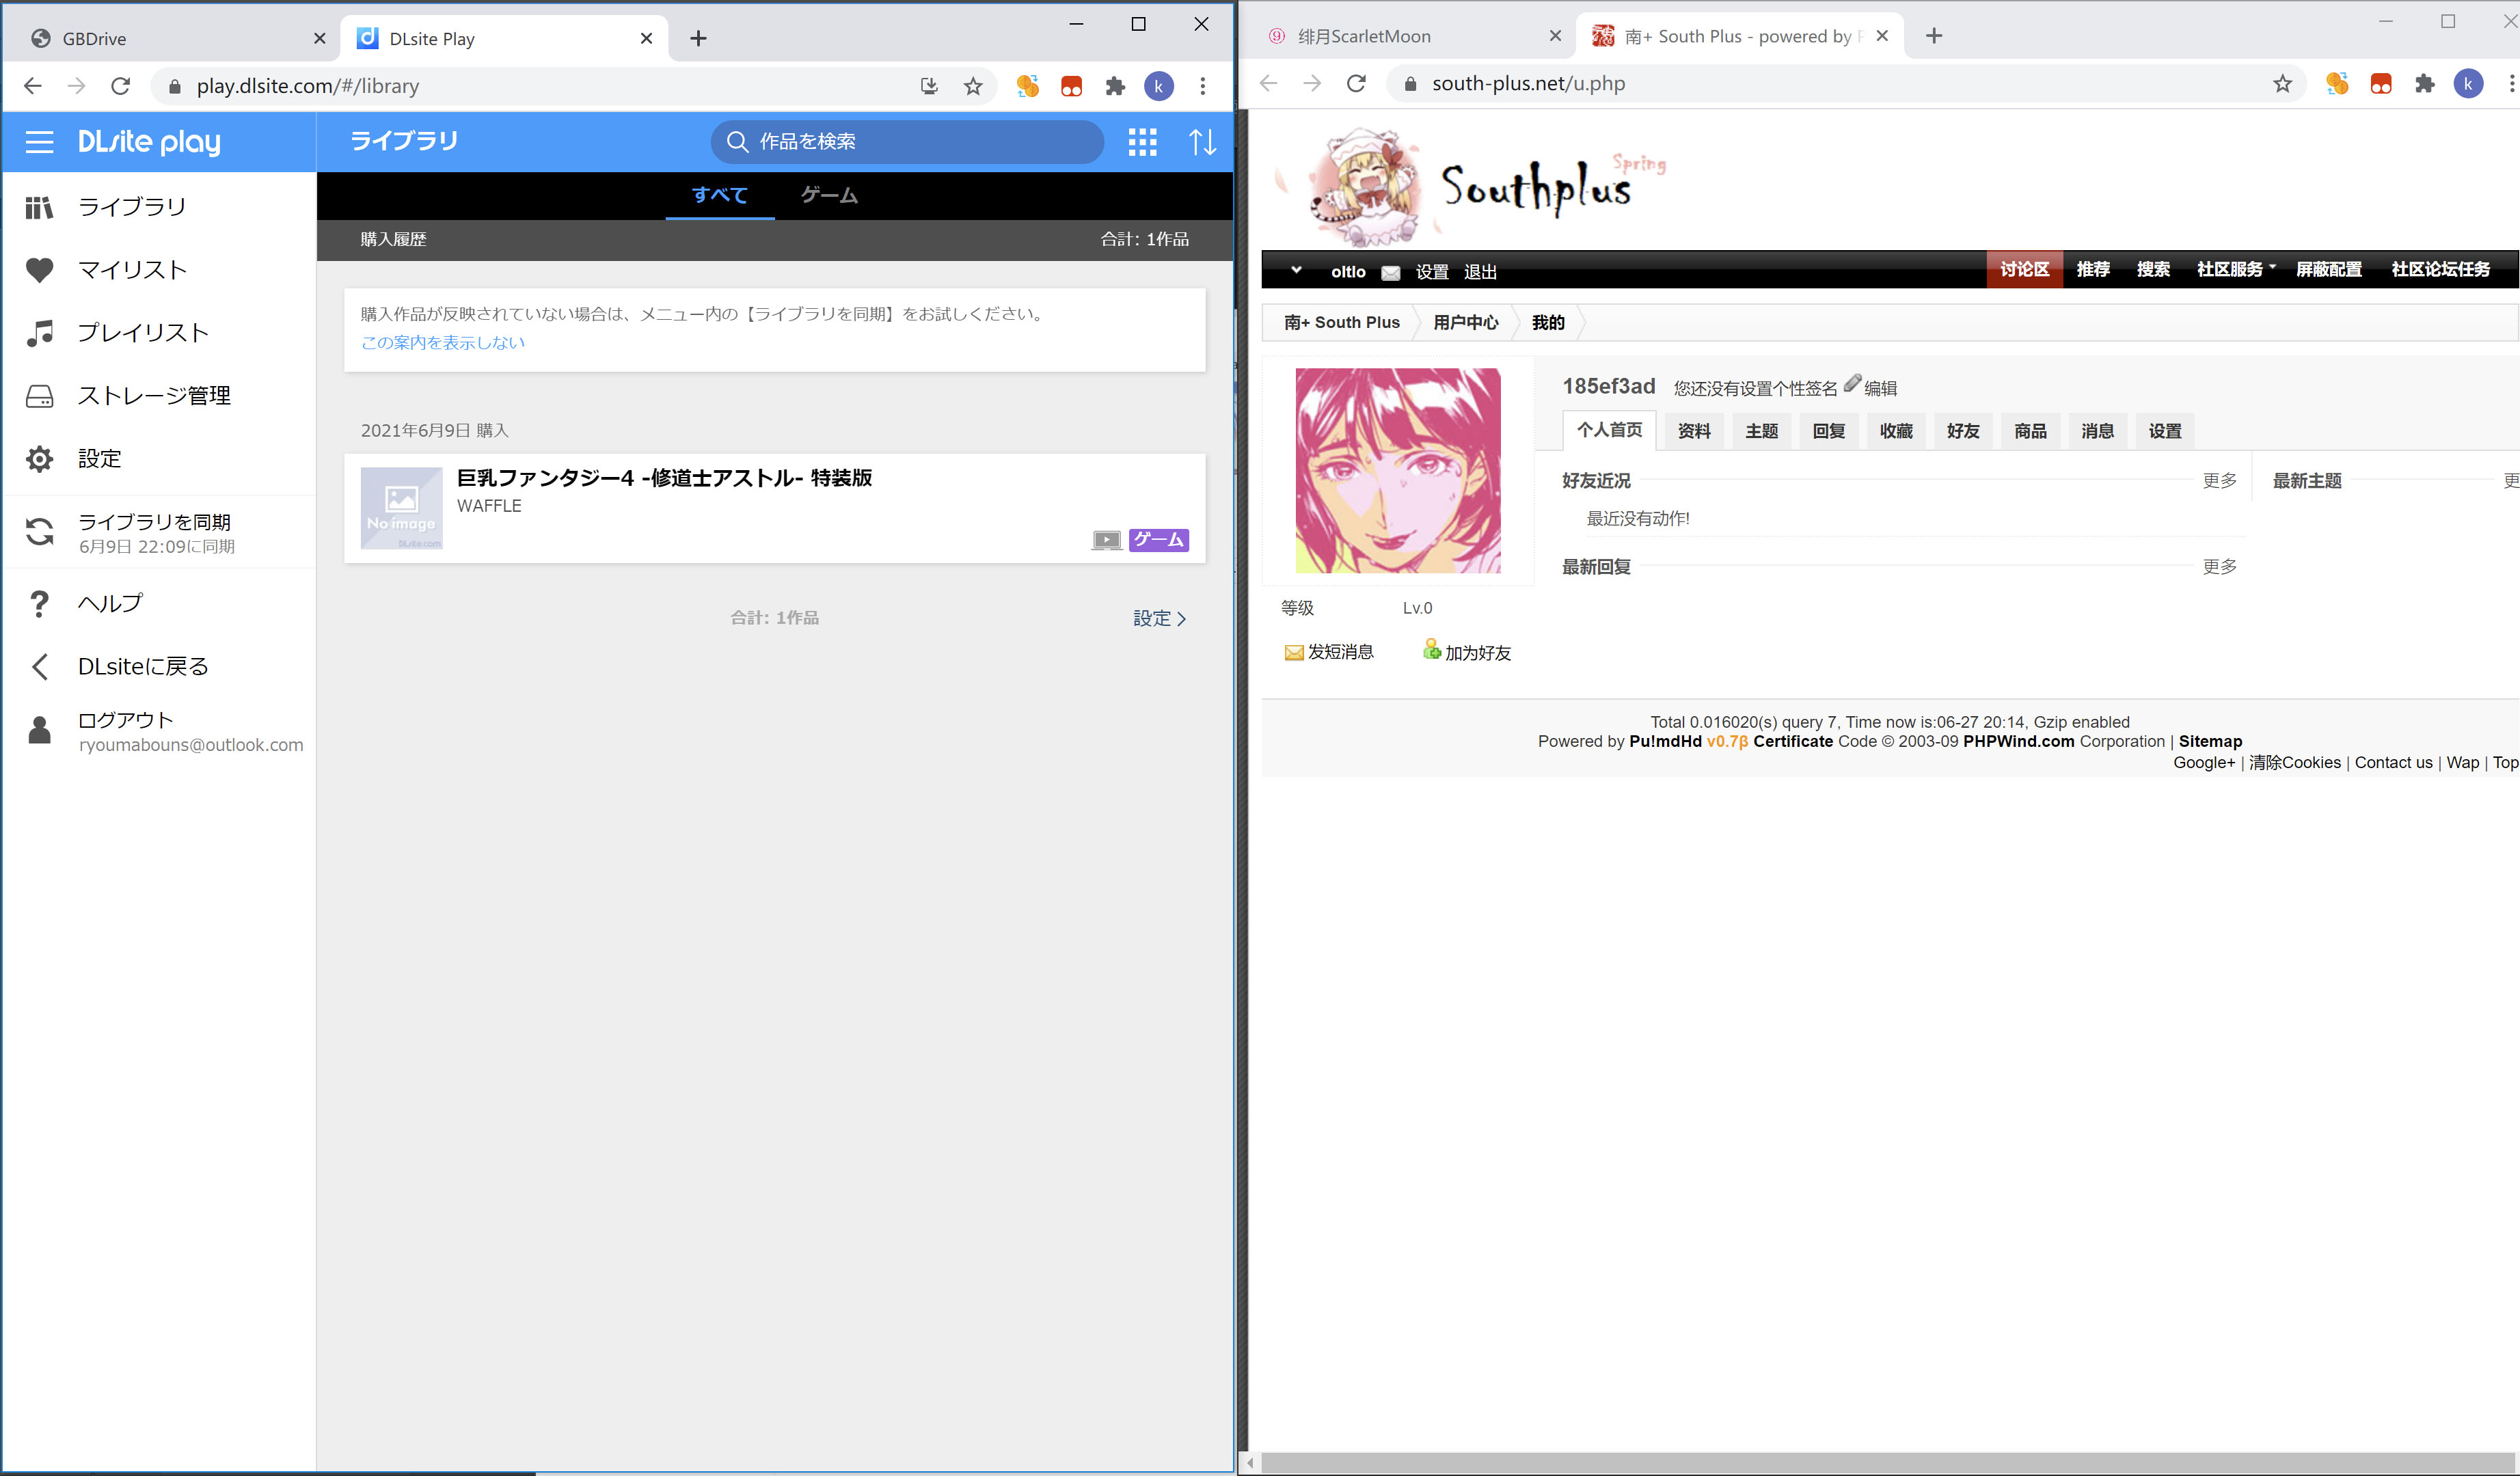 GBDrive
DLsite Play
play.dlsite.com/#/library
k
DLsite play
ライブラリ
作品を検索
ライブラリ
マイリスト
プレイリスト
ストレージ管理
設定
ライブラリを同期
6月9日 22:09に同期
ヘルプ
DLsiteに戻る
ログアウト
ryoumabouns@outlook.com
すべて
ゲーム
購入履歴
合計: 1作品
購入作品が反映されていない場合は、メニュー内の【ライブラリを同期】をお試しください。
この案内を表示しない
2021年6月9日 購入
No image
DLsite.com
巨乳ファンタジー4 -修道士アストル- 特装版
WAFFLE
ゲーム
合計: 1作品
設定
绯月ScarletMoon
南+ South Plus - powered by P
south-plus.net/u.php
k
Southplus
Spring
oltlo 设置 退出
讨论区 推荐 搜索 社区服务 屏蔽配置 社区论坛任务
南+ South Plus 用户中心 我的
185ef3ad 您还没有设置个性签名 编辑
个人首页 资料 主题 回复 收藏 好友 商品 消息 设置
好友近况 更多 最新主题 更
最近没有动作!
最新回复 更多
等级 Lv.0
发短消息 加为好友
Total 0.016020(s) query 7, Time now is:06-27 20:14, Gzip enabled
Powered by Pu!mdHd v0.7β Certificate Code © 2003-09 PHPWind.com Corporation | Sitemap
Google+ | 清除Cookies | Contact us | Wap | Top